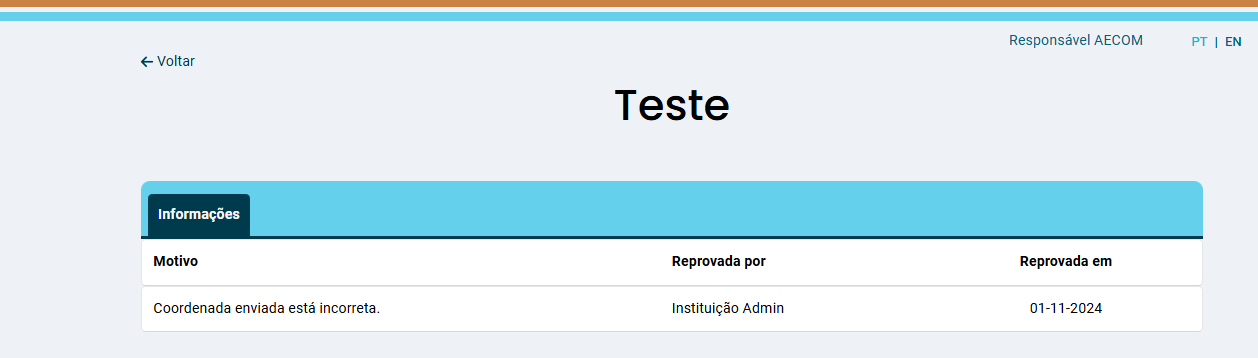 Responsável AECOM PT | EN
Voltar
Teste
Informações
Motivo Reprovada por Reprovada em
Coordenada enviada está incorreta. Instituição Admin 01-11-2024